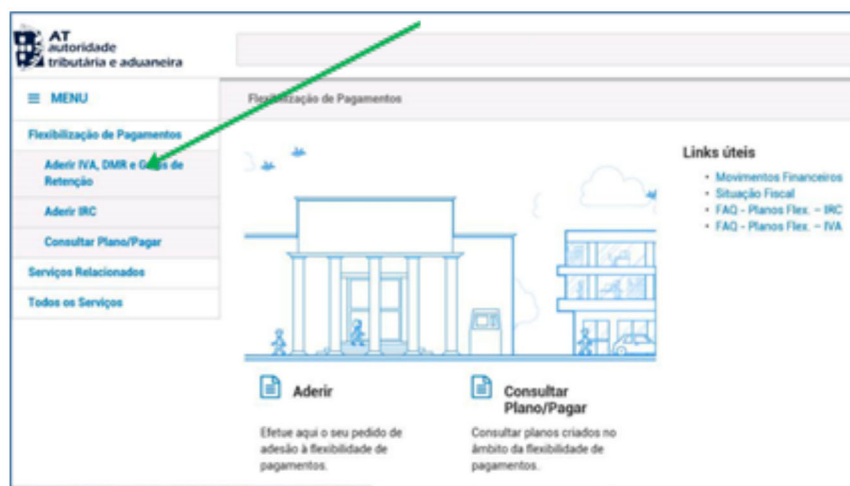 AT
autoridade
tributária e aduaneira
MENU
Flexibilização de Pagamentos
Flexibilização de Pagamentos
Aderir IVA, DMR e Guias de
Retenção
Aderir IRC
Consultar Plano/Pagar
Serviços Relacionados
Todos os Serviços
Links úteis
• Movimentos Financeiros
• Situação Fiscal
• FAQ - Planos Flex. – IRC
• FAQ - Planos Flex. – IVA
Aderir
Efetue aqui o seu pedido de
adesão à flexibilidade de
pagamentos.
Consultar
Plano/Pagar
Consultar planos criados no
âmbito da flexibilidade de
pagamentos.